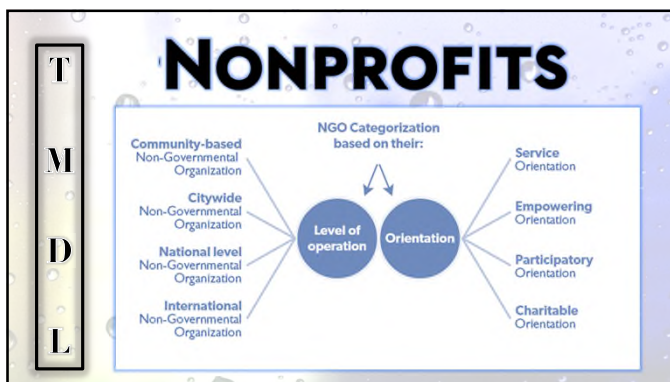 T
M
D
L
NONPROFITS
NGO Categorization
based on their:
Community-based
Non-Governmental
Organization
Citywide
Non-Governmental
Organization
National level
Non-Governmental
Organization
International
Non-Governmental
Organization
Level of
operation
Orientation
Service
Orientation
Empowering
Orientation
Participatory
Orientation
Charitable
Orientation